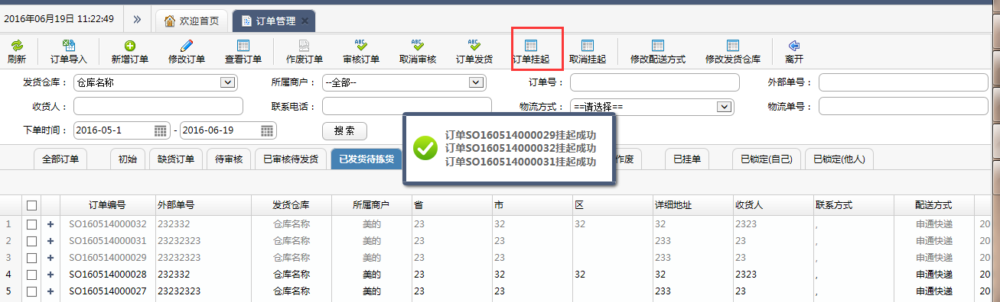 2016年06月19日 11:22:49 » 欢迎首页 订单管理
刷新 订单导入 新增订单 修改订单 查看订单 作废订单 审核订单 取消审核 订单发货 订单挂起 取消挂起 修改配送方式 修改发货仓库 离开
发货仓库： 仓库名称 所属商户： --全部-- 订单号： 外部单号：
收货人： 联系电话： 物流方式： ==请选择== 物流单号：
下单时间： 2016-05-1 - 2016-06-19 搜 索
订单SO160514000029挂起成功
订单SO160514000032挂起成功
订单SO160514000031挂起成功
全部订单 初始 缺货订单 待审核 已审核待发货 已发货待拣货 作废 已挂单 已锁定(自己) 已锁定(他人)
订单编号 外部单号 发货仓库 所属商户 省 市 区 详细地址 收货人 联系方式 配送方式
1 SO160514000032 232332 仓库名称 美的 23 32 32 32 2323 , 申通快递 20
2 SO160514000031 23232323 仓库名称 美的 23 23 233 23 , 申通快递 20
3 SO160514000029 23232323 仓库名称 美的 23 23 233 23 , 申通快递 20
4 SO160514000028 232332 仓库名称 美的 23 32 32 32 2323 , 申通快递 20
5 SO160514000027 23232323 仓库名称 美的 23 23 233 23 , 申通快递 20